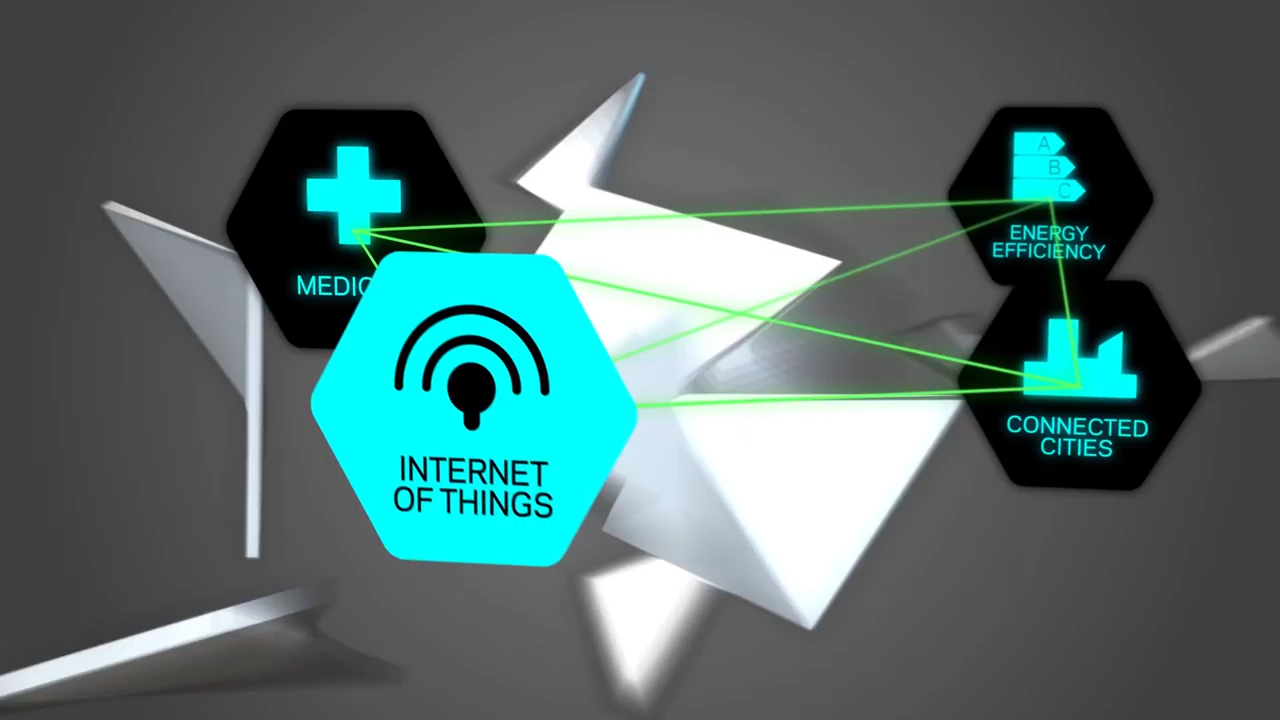 MEDIC
A
B
C
ENERGY
EFFICIENCY
INTERNET
OF THINGS
CONNECTED
CITIES